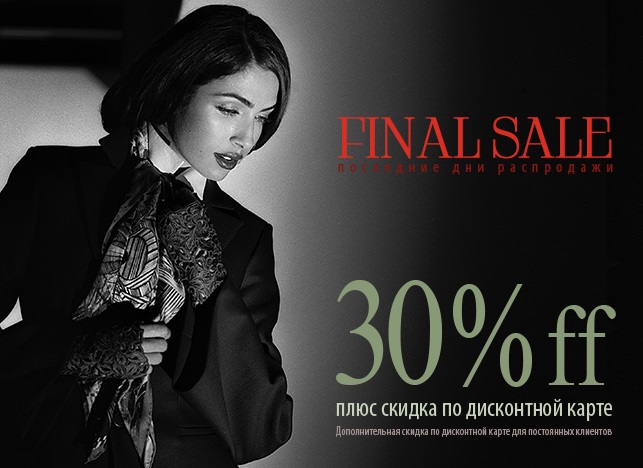 FINAL SALE
последние дни распродажи
30% ff
плюс скидка по дисконтной карте
Дополнительная скидка по дисконтной карте для постоянных клиентов